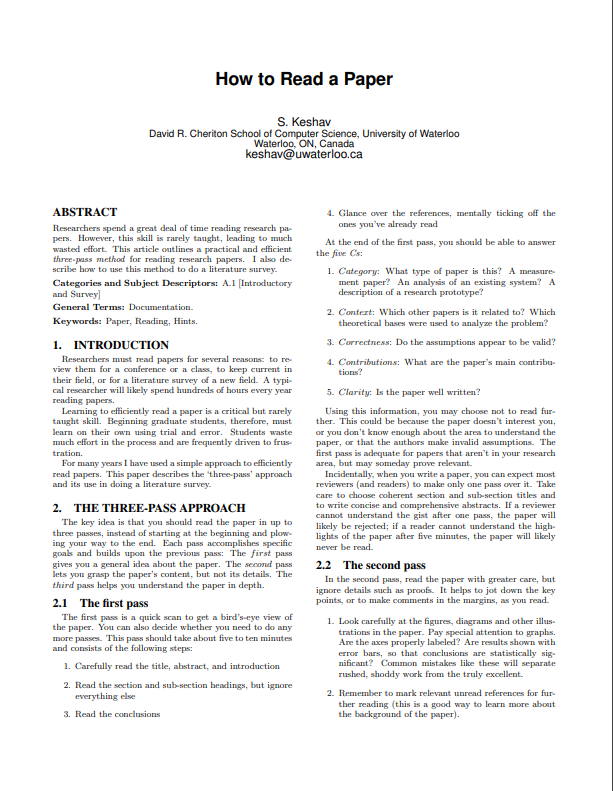 How to Read a Paper
S. Keshav
David R. Cheriton School of Computer Science, University of Waterloo
Waterloo, ON, Canada
keshav@uwaterloo.ca
ABSTRACT
Researchers spend a great deal of time reading research pa-
pers. However, this skill is rarely taught, leading to much
wasted effort. This article outlines a practical and efficient
three-pass method for reading research papers. I also de-
scribe how to use this method to do a literature survey.
Categories and Subject Descriptors: A.1 [Introductory
and Survey]
General Terms: Documentation.
Keywords: Paper, Reading, Hints.
1. INTRODUCTION
Researchers must read papers for several reasons: to re-
view them for a conference or a class, to keep current in
their field, or for a literature survey of a new field. A typi-
cal researcher will likely spend hundreds of hours every year
reading papers.
Learning to efficiently read a paper is a critical but rarely
taught skill. Beginning graduate students, therefore, must
learn on their own using trial and error. Students waste
much effort in the process and are frequently driven to frus-
tration.
For many years I have used a simple approach to efficiently
read papers. This paper describes the ‘three-pass’ approach
and its use in doing a literature survey.
2. THE THREE-PASS APPROACH
The key idea is that you should read the paper in up to
three passes, instead of starting at the beginning and plow-
ing your way to the end. Each pass accomplishes specific
goals and builds upon the previous pass: The first pass
gives you a general idea about the paper. The second pass
lets you grasp the paper's content, but not its details. The
third pass helps you understand the paper in depth.
2.1 The first pass
The first pass is a quick scan to get a bird's-eye view of
the paper. You can also decide whether you need to do any
more passes. This pass should take about five to ten minutes
and consists of the following steps:
1. Carefully read the title, abstract, and introduction
2. Read the section and sub-section headings, but ignore
everything else
3. Read the conclusions
4. Glance over the references, mentally ticking off the
ones you've already read
At the end of the first pass, you should be able to answer
the five Cs:
1. Category: What type of paper is this? A measure-
ment paper? An analysis of an existing system? A
description of a research prototype?
2. Context: Which other papers is it related to? Which
theoretical bases were used to analyze the problem?
3. Correctness: Do the assumptions appear to be valid?
4. Contributions: What are the paper's main contribu-
tions?
5. Clarity: Is the paper well written?
Using this information, you may choose not to read fur-
ther. This could be because the paper doesn't interest you,
or you don't know enough about the area to understand the
paper, or that the authors make invalid assumptions. The
first pass is adequate for papers that aren't in your research
area, but may someday prove relevant.
Incidentally, when you write a paper, you can expect most
reviewers (and readers) to make only one pass over it. Take
care to choose coherent section and sub-section titles and
to write concise and comprehensive abstracts. If a reviewer
cannot understand the gist after one pass, the paper will
likely be rejected; if a reader cannot understand the high-
lights of the paper after five minutes, the paper will likely
never be read.
2.2 The second pass
In the second pass, read the paper with greater care, but
ignore details such as proofs. It helps to jot down the key
points, or to make comments in the margins, as you read.
1. Look carefully at the figures, diagrams and other illus-
trations in the paper. Pay special attention to graphs.
Are the axes properly labeled? Are results shown with
error bars, so that conclusions are statistically sig-
nificant? Common mistakes like these will separate
rushed, shoddy work from the truly excellent.
2. Remember to mark relevant unread references for fur-
ther reading (this is a good way to learn more about
the background of the paper).